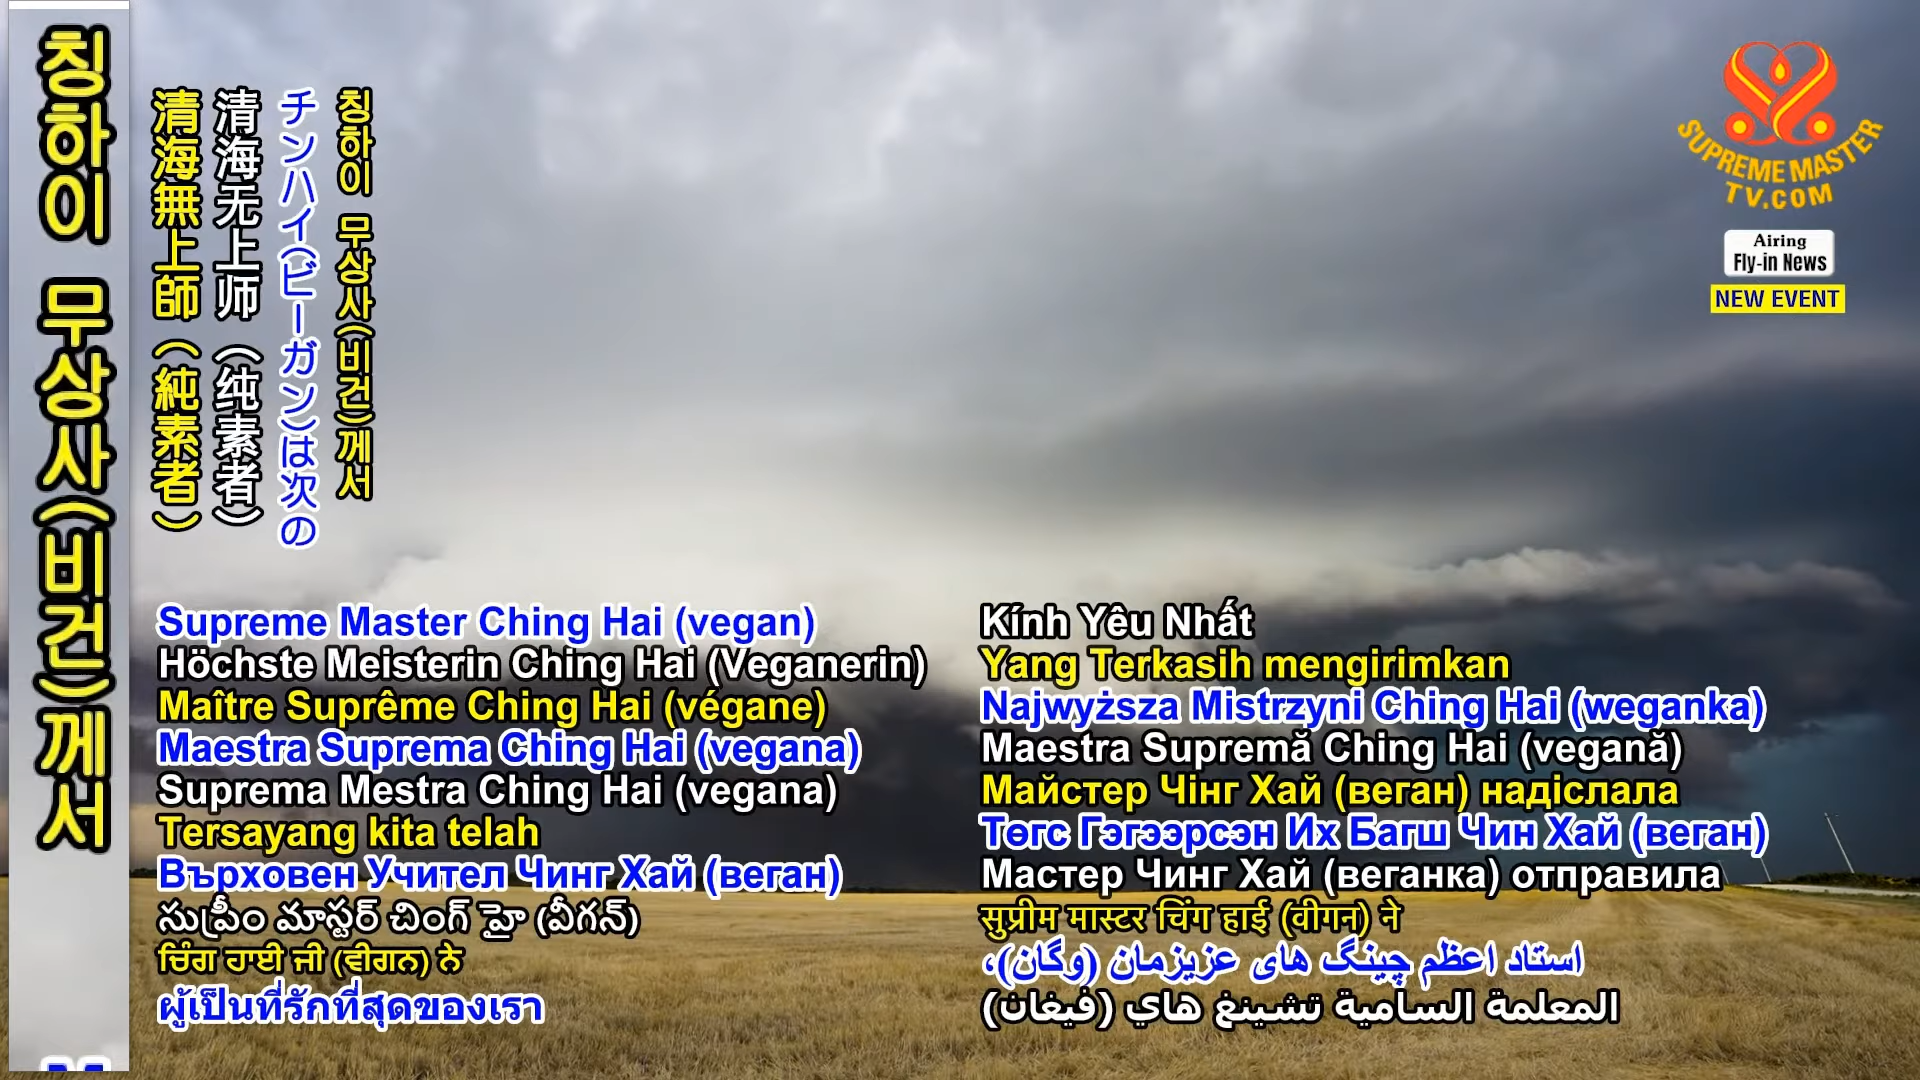 칭하이 무상사(비건)께서
清海無上師（純素者）
清海无上师（纯素者）
チンハイ(ビーガン)は次の
칭하이 무상사(비건)께서
SUPREME MASTER
TV.COM
Airing
Fly-in News
NEW EVENT
Supreme Master Ching Hai (vegan)
Höchste Meisterin Ching Hai (Veganerin)
Maître Suprême Ching Hai (végane)
Maestra Suprema Ching Hai (vegana)
Suprema Mestra Ching Hai (vegana)
Tersayang kita telah
Върховен Учител Чинг Хай (веган)
సుప్రీం మాస్టర్ చింగ్ హై (వీగన్)
ਚਿੰਗ ਹਾਈ ਜੀ (ਵੀਗਨ) ਨੇ
ผู้เป็นที่รักที่สุดของเรา
Kính Yêu Nhất
Yang Terkasih mengirimkan
Najwyższa Mistrzyni Ching Hai (weganka)
Maestra Supremă Ching Hai (vegană)
Майстер Чінг Хай (веган) надіслала
Төгс Гэгээрсэн Их Багш Чин Хай (веган)
Мастер Чинг Хай (веганка) отправила
सुप्रीम मास्टर चिंग हाई (वीगन) ने
استاد اعظم چینگ های عزیزمان (وگان)،
المعلمة السامية تشينغ هاي (فيغان)